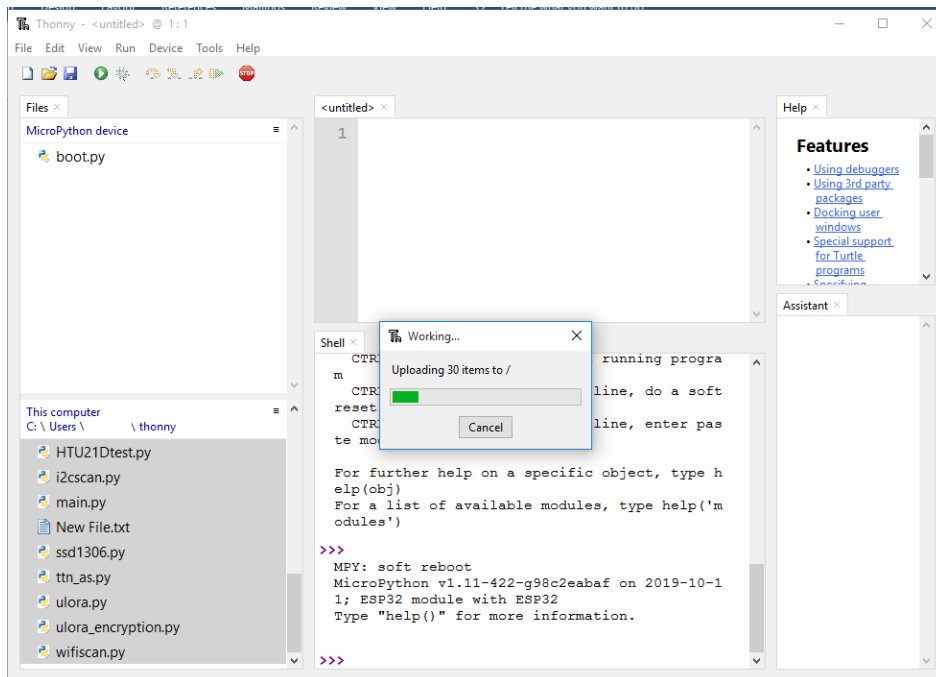 Thonny - <untitled> @ 1 : 1
File Edit View Run Device Tools Help
STOP
Files
MicroPython device
boot.py
This computer
C: \ Users \ \ thonny
HTU21Dtest.py
i2cscan.py
main.py
New File.txt
ssd1306.py
ttn_as.py
ulora.py
ulora_encryption.py
wifiscan.py
<untitled>
1
Shell
CTR running progra
m
CTR line, do a soft
reset
CTR line, enter pas
te mo
For further help on a specific object, type h
elp(obj)
For a list of available modules, type help('m
odules')
>>>
MPY: soft reboot
MicroPython v1.11-422-g98c2eabaf on 2019-10-1
1; ESP32 module with ESP32
Type "help()" for more information.
>>>
Working...
Uploading 30 items to /
Cancel
Help
Features
Using debuggers
Using 3rd party
packages
Docking user
windows
Special support
for Turtle
programs
Specifying
Assistant